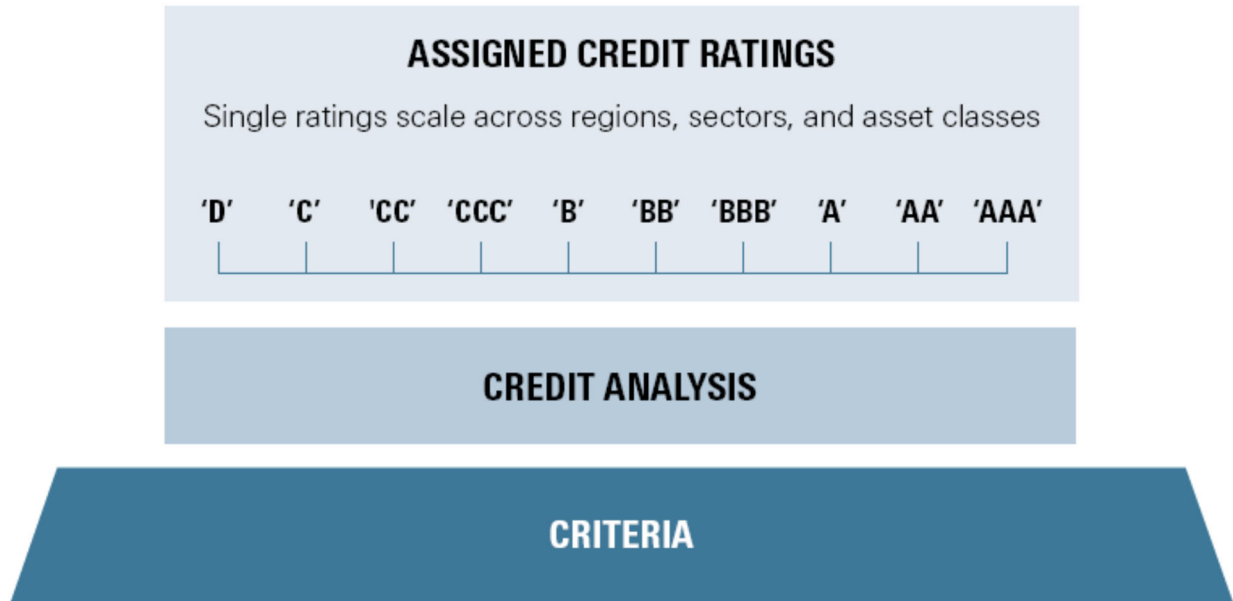 ASSIGNED CREDIT RATINGS
Single ratings scale across regions, sectors, and asset classes
‘D’ ‘C’ 'CC’ ‘CCC’ ‘B’ ‘BB’ ‘BBB’ ‘A’ ‘AA’ ‘AAA’
CREDIT ANALYSIS
CRITERIA